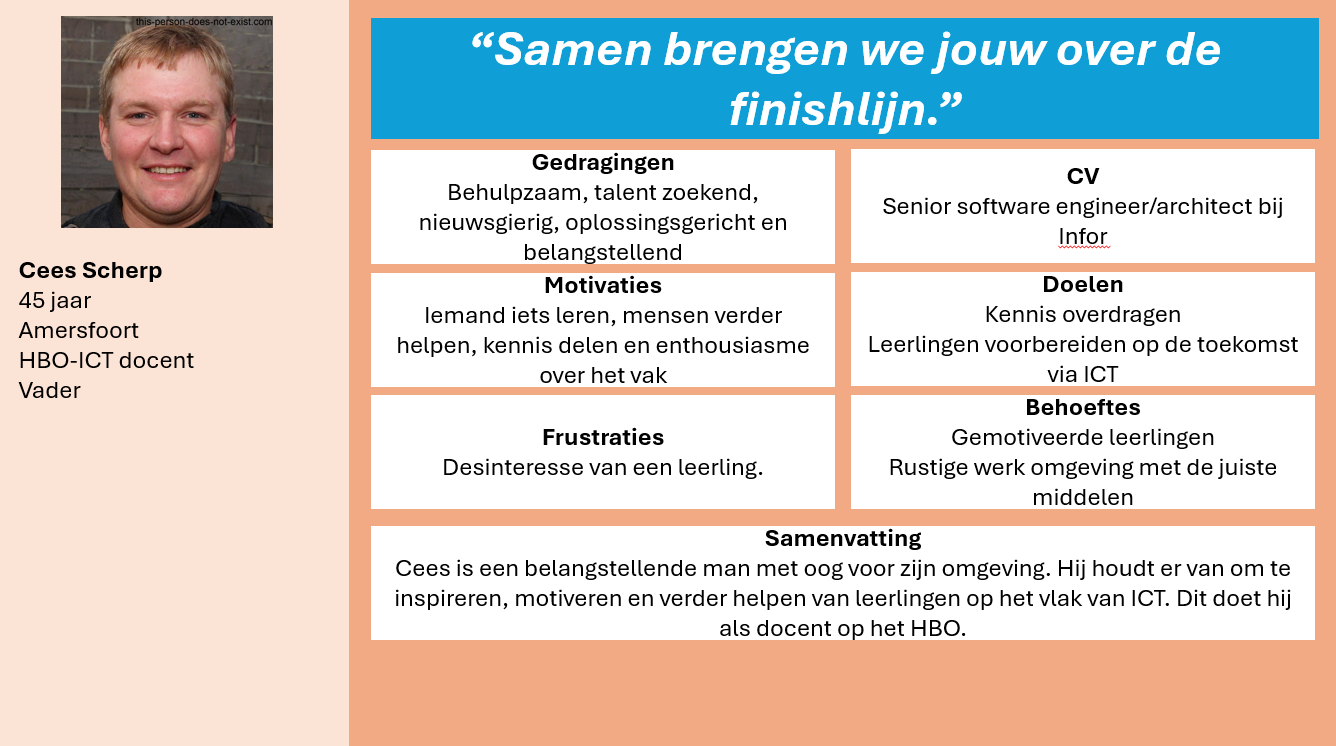 this-person-does-not-exist.com
Cees Scherp
45 jaar
Amersfoort
HBO-ICT docent
Vader
“Samen brengen we jouw over de
finishlijn.”
Gedragingen
Behulpzaam, talent zoekend,
nieuwsgierig, oplossingsgericht en
belangstellend
CV
Senior software engineer/architect bij
Infor
Motivaties
Iemand iets leren, mensen verder
helpen, kennis delen en enthousiasme
over het vak
Doelen
Kennis overdragen
Leerlingen voorbereiden op de toekomst
via ICT
Frustraties
Desinteresse van een leerling.
Behoeftes
Gemotiveerde leerlingen
Rustige werk omgeving met de juiste
middelen
Samenvatting
Cees is een belangstellende man met oog voor zijn omgeving. Hij houdt er van om te
inspireren, motiveren en verder helpen van leerlingen op het vlak van ICT. Dit doet hij
als docent op het HBO.